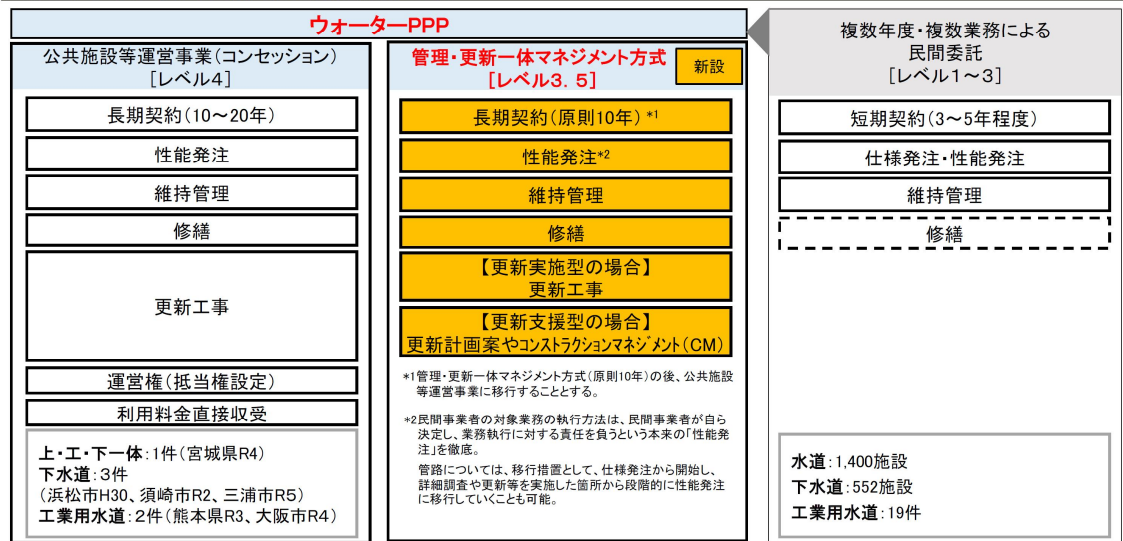 ウォーターPPP
公共施設等運営事業(コンセッション)
[レベル4]
長期契約(10～20年)
性能発注
維持管理
修繕
更新工事
運営権(抵当権設定)
利用料金直接収受
上・工・下一体:1件(宮城県R4)
下水道:3件
(浜松市H30、須崎市R2、三浦市R5)
工業用水道:2件(熊本県R3、大阪市R4)
管理・更新一体マネジメント方式
[レベル3.5]
新設
長期契約(原則10年) *1
性能発注*2
維持管理
修繕
【更新実施型の場合】
更新工事
【更新支援型の場合】
更新計画案やコンストラクションマネジメント(CM)
*1管理・更新一体マネジメント方式(原則10年)の後、公共施設
等運営事業に移行することとする。
*2民間事業者の対象業務の執行方法は、民間事業者が自ら
決定し、業務執行に対する責任を負うという本来の「性能発
注」を徹底。
管路については、移行措置として、仕様発注から開始し、
詳細調査や更新等を実施した箇所から段階的に性能発注
に移行していくことも可能。
複数年度・複数業務による
民間委託
[レベル1～3]
短期契約(3～5年程度)
仕様発注・性能発注
維持管理
修繕
水道:1,400施設
下水道:552施設
工業用水道:19件